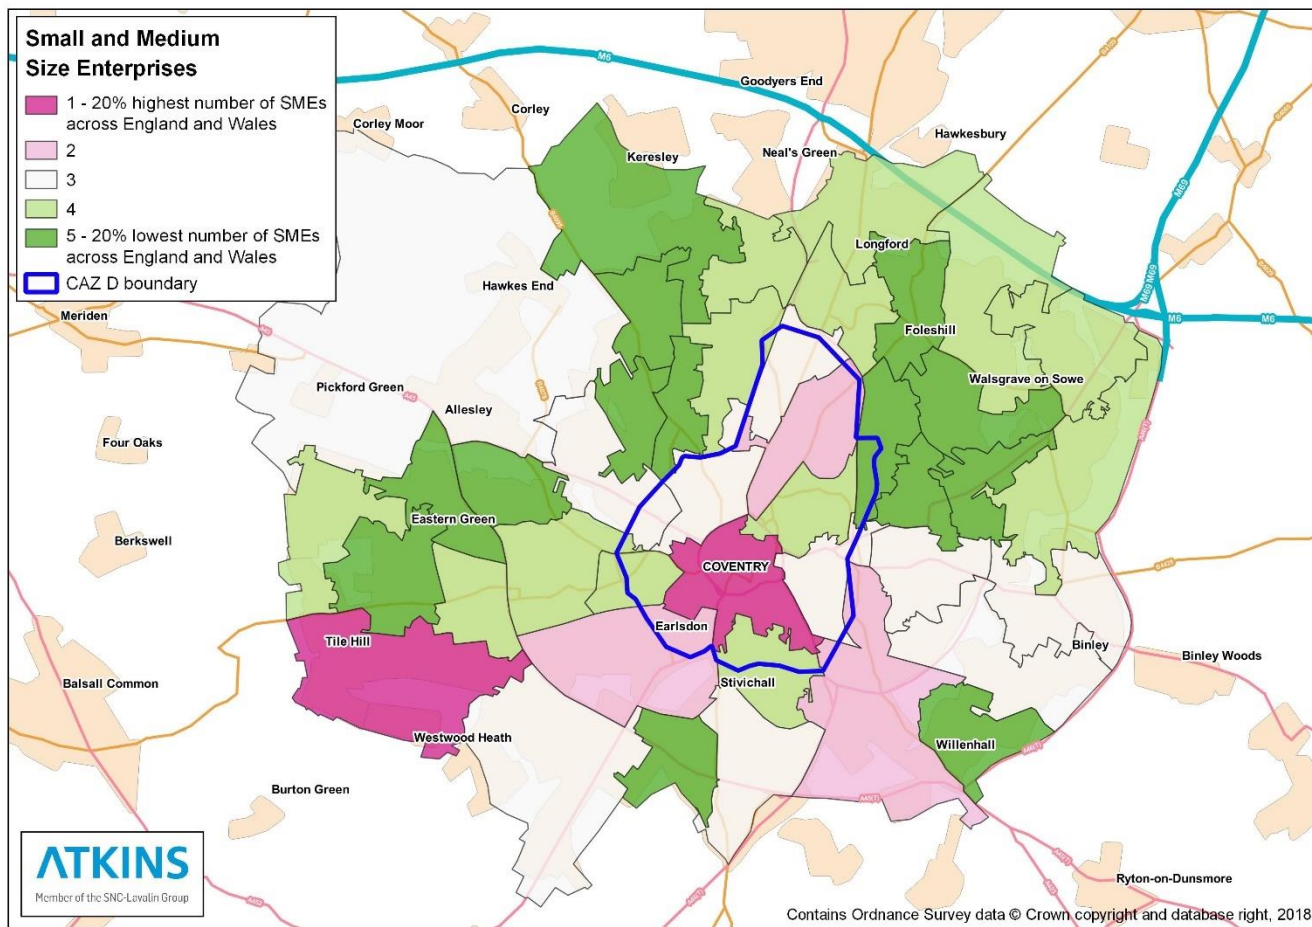 Small and Medium
Size Enterprises
1 - 20% highest number of SMEs
across England and Wales
2
3
4
5 - 20% lowest number of SMEs
across England and Wales
CAZ D boundary
M6
Goodyers End
Corley
Corley Moor
Hawkesbury
Keresley
Neal's Green
M69
Longford
M69
M69
Hawkes End
Meriden
M6
M6
Foleshill
Pickford Green
Walsgrave on Sowe
Allesley
Four Oaks
Eastern Green
Berkswell
COVENTRY
Earlsdon
Tile Hill
Binley
Binley Woods
Balsall Common
Stivichall
Westwood Heath
Willenhall
Burton Green
A45(T)
ATKINS
Member of the SNC-Lavalin Group
Ryton-on-Dunsmore
Contains Ordnance Survey data © Crown copyright and database right, 2018